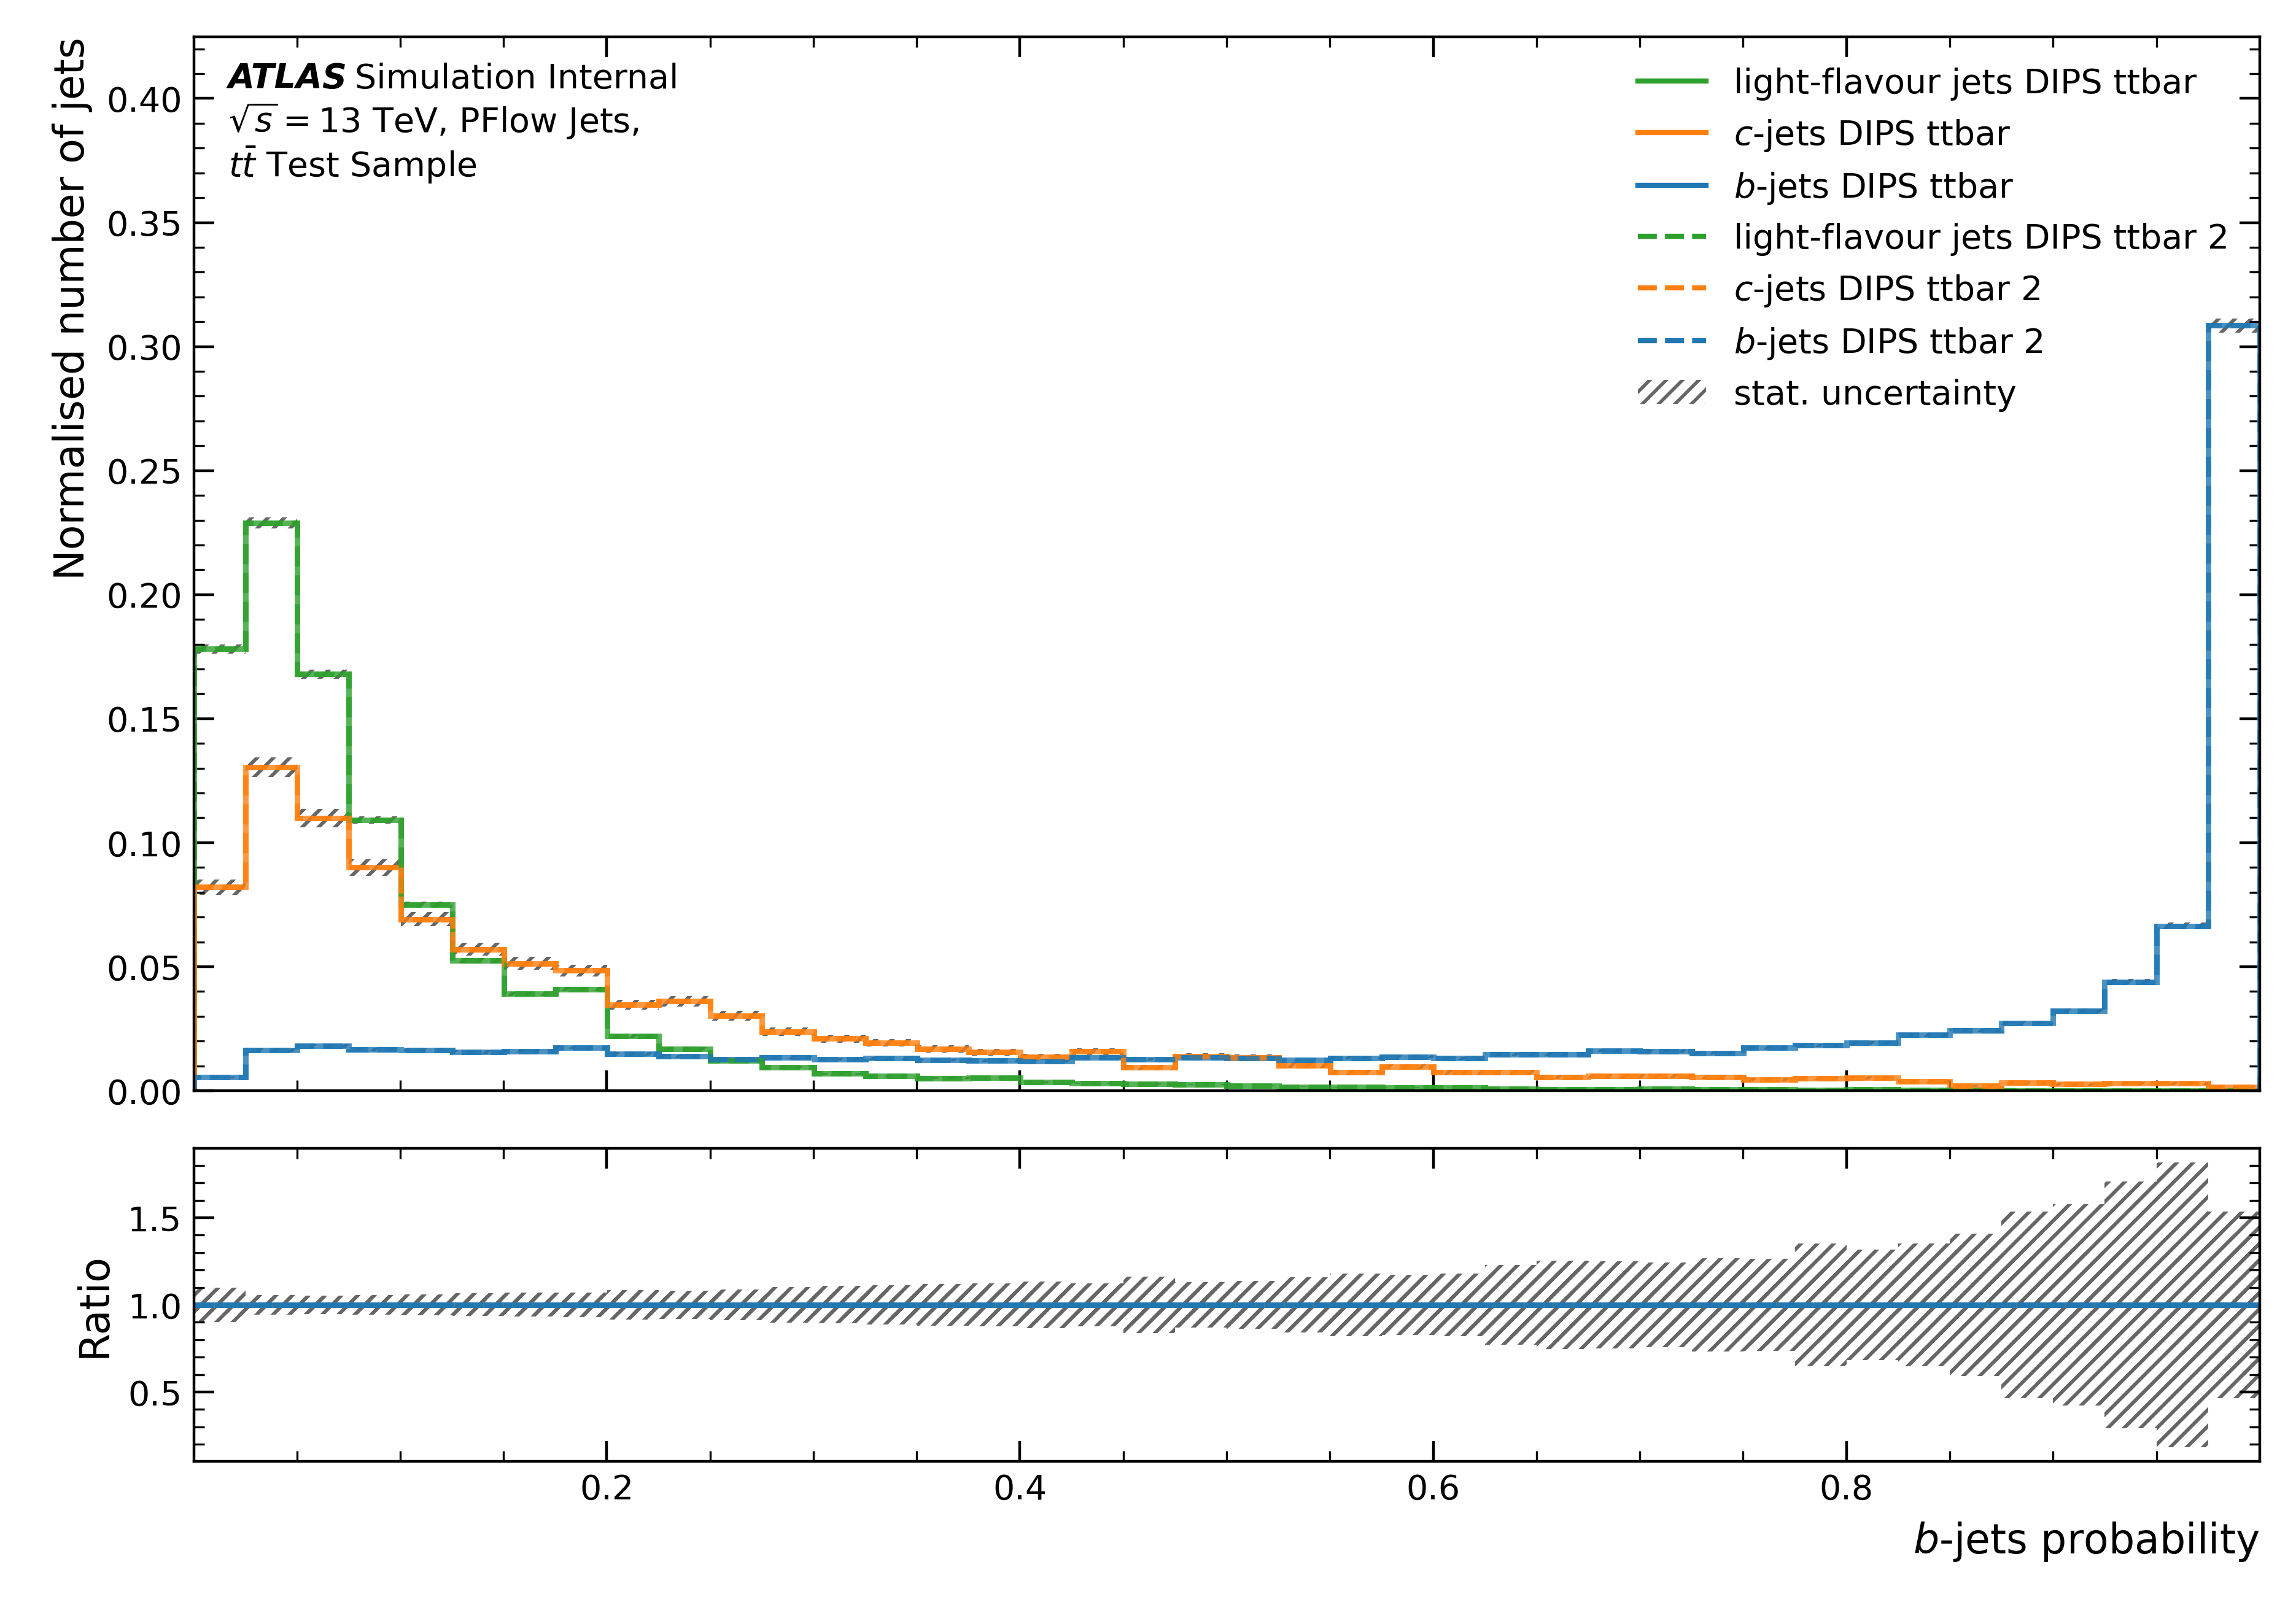 Normalised number of jets
0.40
0.35
0.30
0.25
0.20
0.15
0.10
0.05
0.00
ATLAS Simulation Internal
√s = 13 TeV, PFlow Jets,
tt̄ Test Sample
light-flavour jets DIPS ttbar
c-jets DIPS ttbar
b-jets DIPS ttbar
light-flavour jets DIPS ttbar 2
c-jets DIPS ttbar 2
b-jets DIPS ttbar 2
stat. uncertainty
Ratio
1.5
1.0
0.5
0.2 0.4 0.6 0.8
b-jets probability